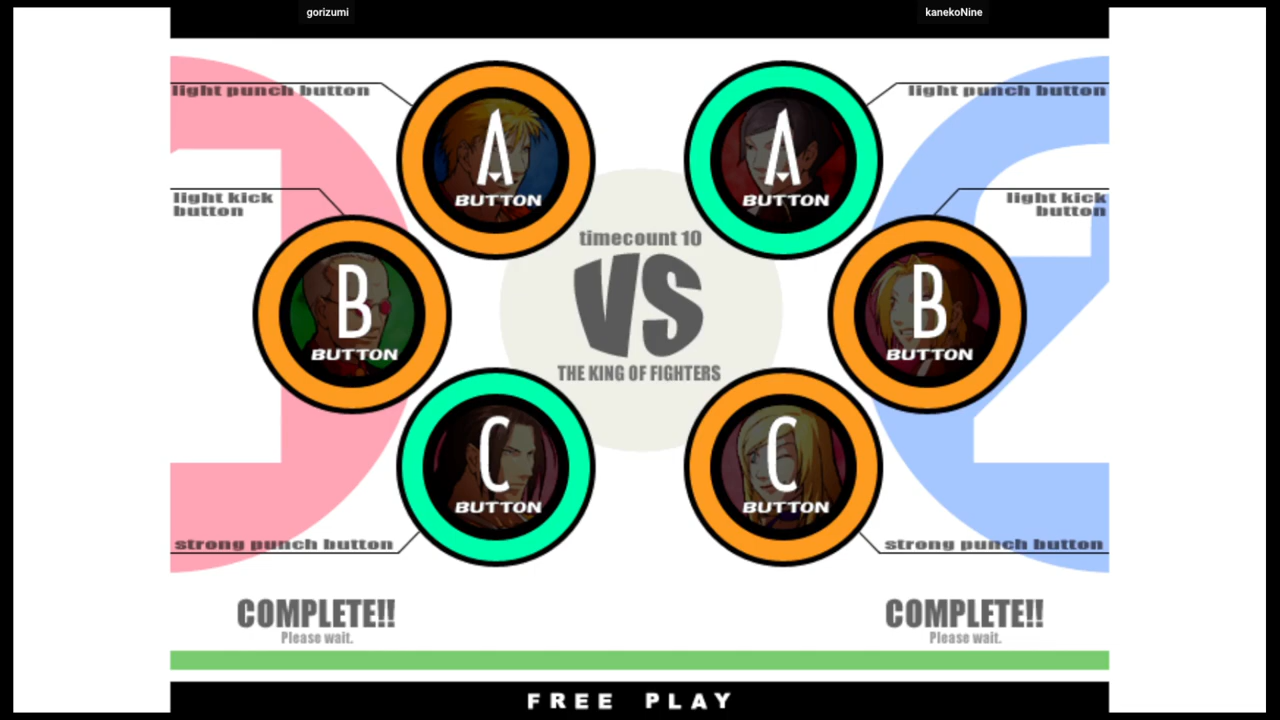 gorizumi
kanekoNine
light punch button
light punch button
A
BUTTON
A
BUTTON
light kick
button
light kick
button
timecount 10
VS
THE KING OF FIGHTERS
B
BUTTON
B
BUTTON
C
BUTTON
C
BUTTON
strong punch button
strong punch button
COMPLETE!!
Please wait.
COMPLETE!!
Please wait.
FREE PLAY